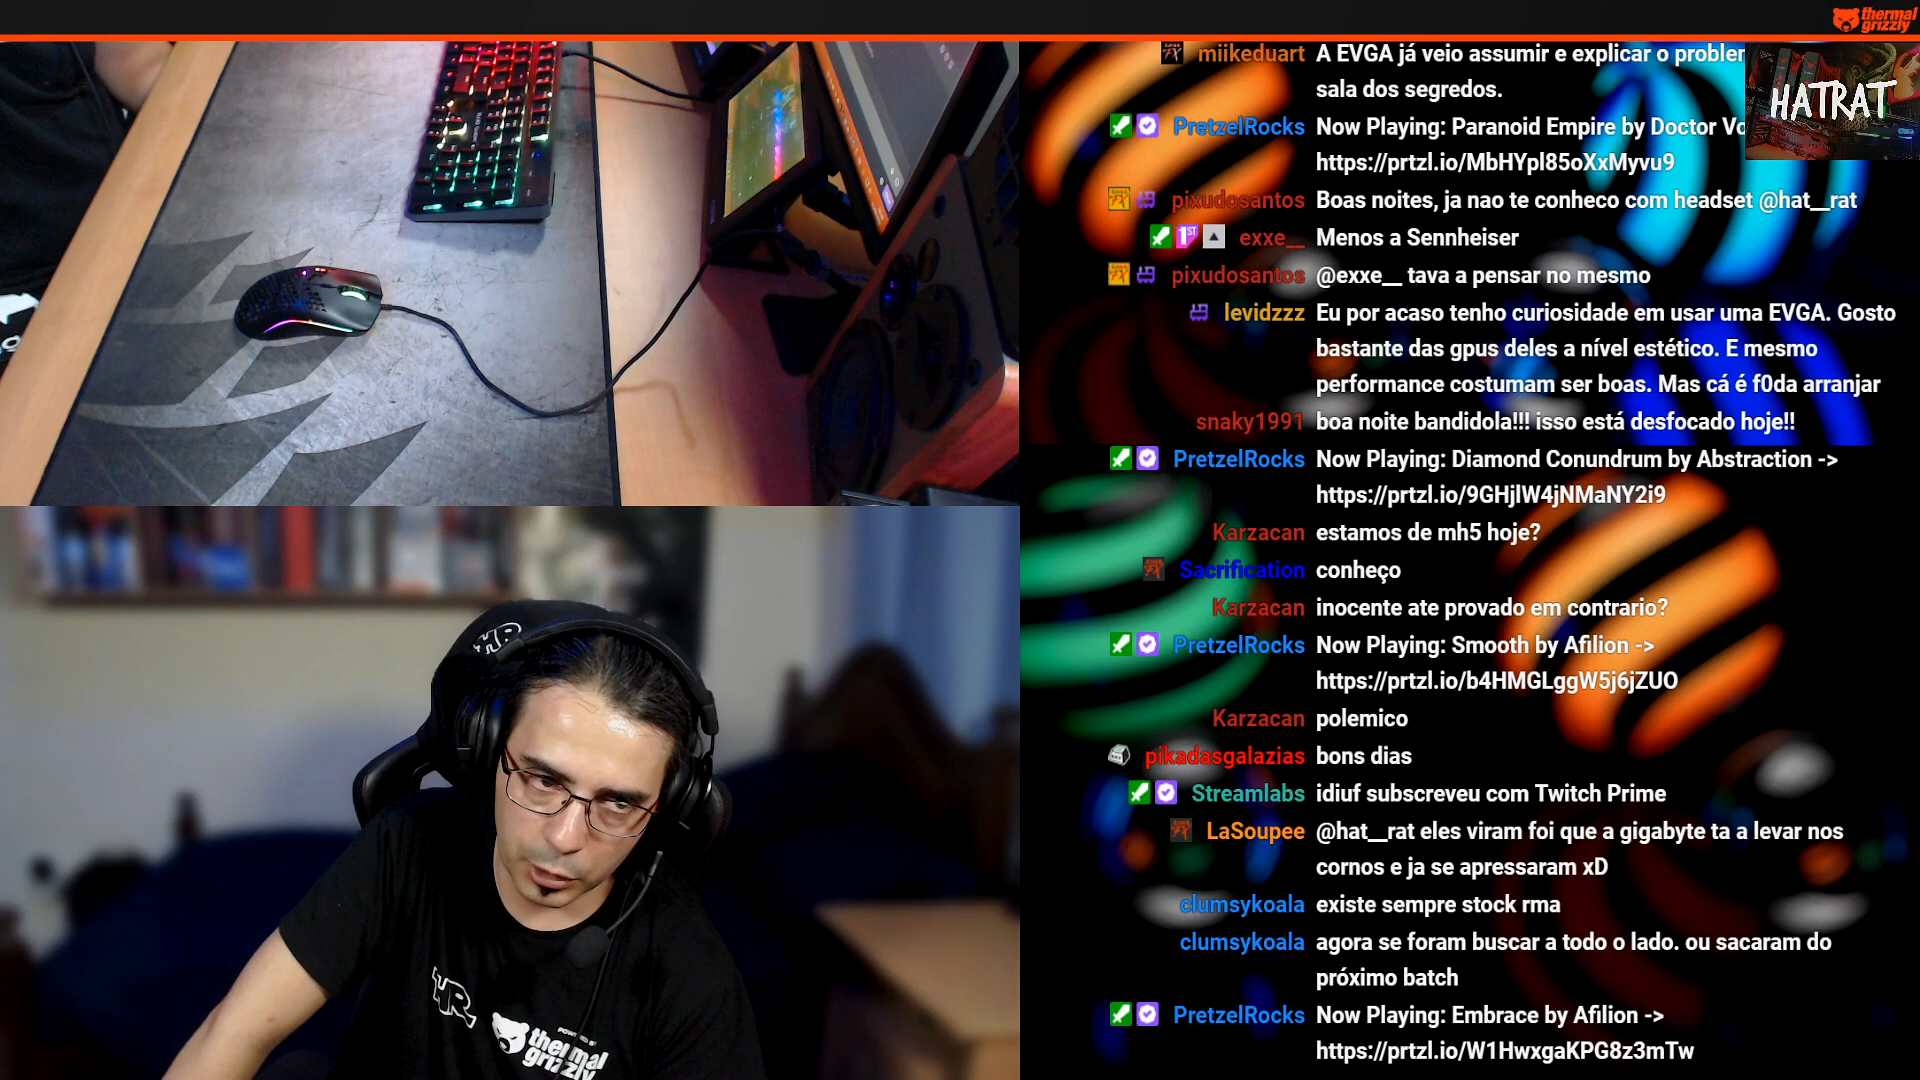 thermal
grizzly
miikeduart A EVGA já veio assumir e explicar o
sala dos segredos.
HATRAT
PretzelRocks Now Playing: Paranoid Empire by Doctor
https://prtzl.io/MbHYpl85oXxMyvu9
pixudosantos Boas noites, ja nao te conheco com headset @hat__rat
1ST exxe__ Menos a Sennheiser
pixudosantos @exxe__ tava a pensar no mesmo
levidzzz Eu por acaso tenho curiosidade em usar uma EVGA. Gosto
bastante das gpus deles a nível estético. E mesmo
performance costumam ser boas. Mas cá é f0da arranjar
snaky1991 boa noite bandidola!!! isso está desfocado hoje!!
PretzelRocks Now Playing: Diamond Conundrum by Abstraction ->
https://prtzl.io/9GHjlW4jNMaNY2i9
Karzacan estamos de mh5 hoje?
Sacrification conheço
Karzacan inocente ate provado em contrario?
PretzelRocks Now Playing: Smooth by Afilion ->
https://prtzl.io/b4HMGLggW5j6jZUO
Karzacan polemico
pikadasgalazias bons dias
Streamlabs idiuf subscreveu com Twitch Prime
LaSoupee @hat__rat eles viram foi que a gigabyte ta a levar nos
cornos e ja se apressaram xD
clumsykoala existe sempre stock rma
clumsykoala agora se foram buscar a todo o lado. ou sacaram do
próximo batch
PretzelRocks Now Playing: Embrace by Afilion ->
https://prtzl.io/W1HwxgaKPG8z3mTw
HR
HR
thermal
grizzly